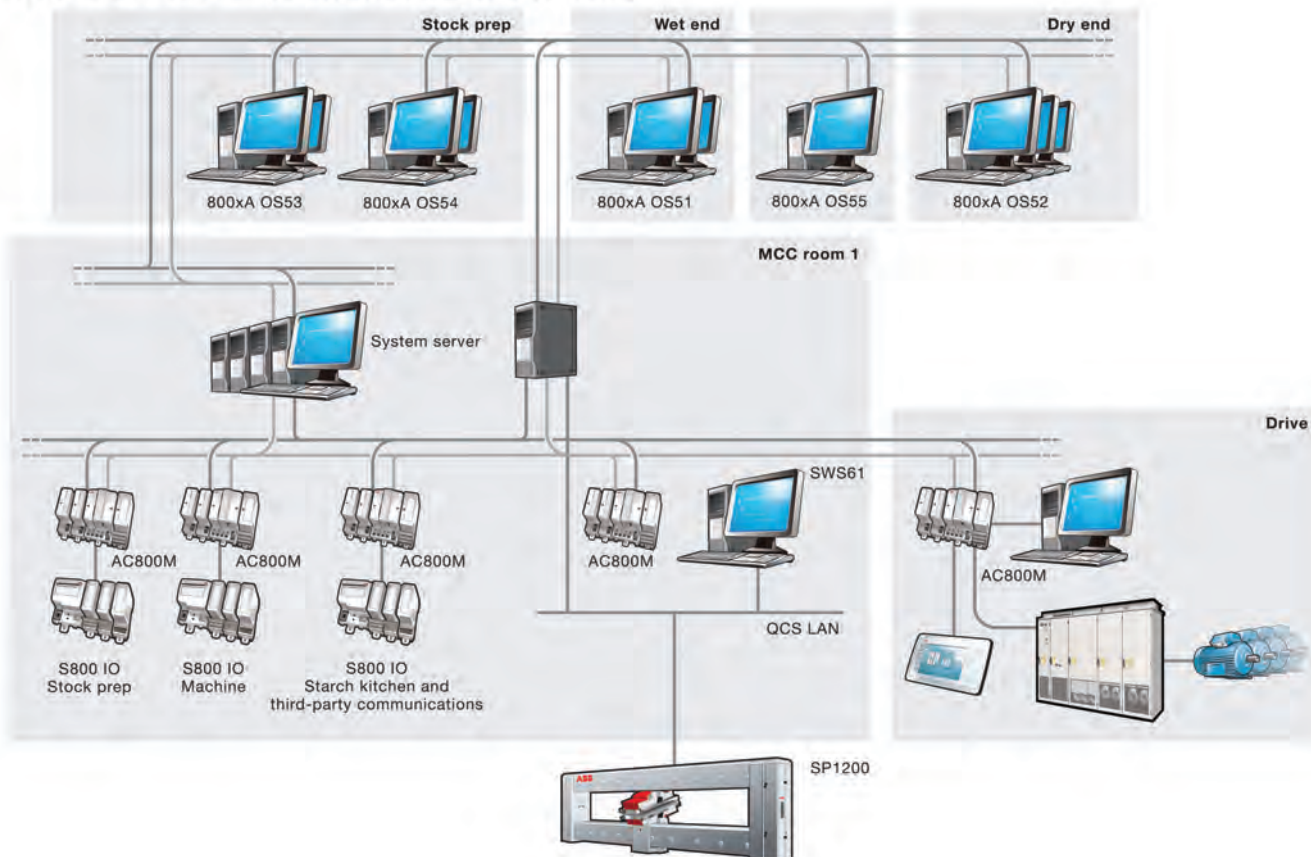 Stock prep
Wet end
Dry end
800xA OS53
800xA OS54
800xA OS51
800xA OS55
800xA OS52
MCC room 1
System server
Drive
SWS61
AC800M
AC800M
AC800M
AC800M
AC800M
QCS LAN
S800 IO
Stock prep
S800 IO
Machine
S800 IO
Starch kitchen and
third-party communications
SP1200
ABB